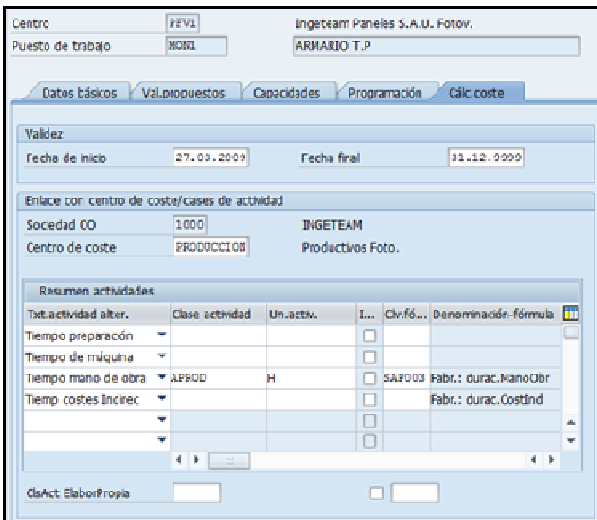 Centro PFV1 Ingeteam Paneles S.A.U. Fotov.
Puesto de trabajo MON1 ARMARIO T.P
Datos básicos Val.propuestos Capacidades Programación Cálc.coste
Validez
Fecha de inicio 27.03.2009 Fecha final 31.12.9999
Enlace con centro de coste/clases de actividad
Sociedad CO 1000 INGETEAM
Centro de coste PRODUCCION Productivos Foto.
Resumen actividades
Txt.actividad alter. Clase actividad Un.activ. I... Clv.fó... Denominación-fórmula
Tiempo preparación
Tiempo de máquina
Tiempo mano de obra APROD H SAP003 Fabr.: durac.ManoObr
Tiemp costes Indirec Fabr.: durac.CostInd
ClsAct ElaborPropia